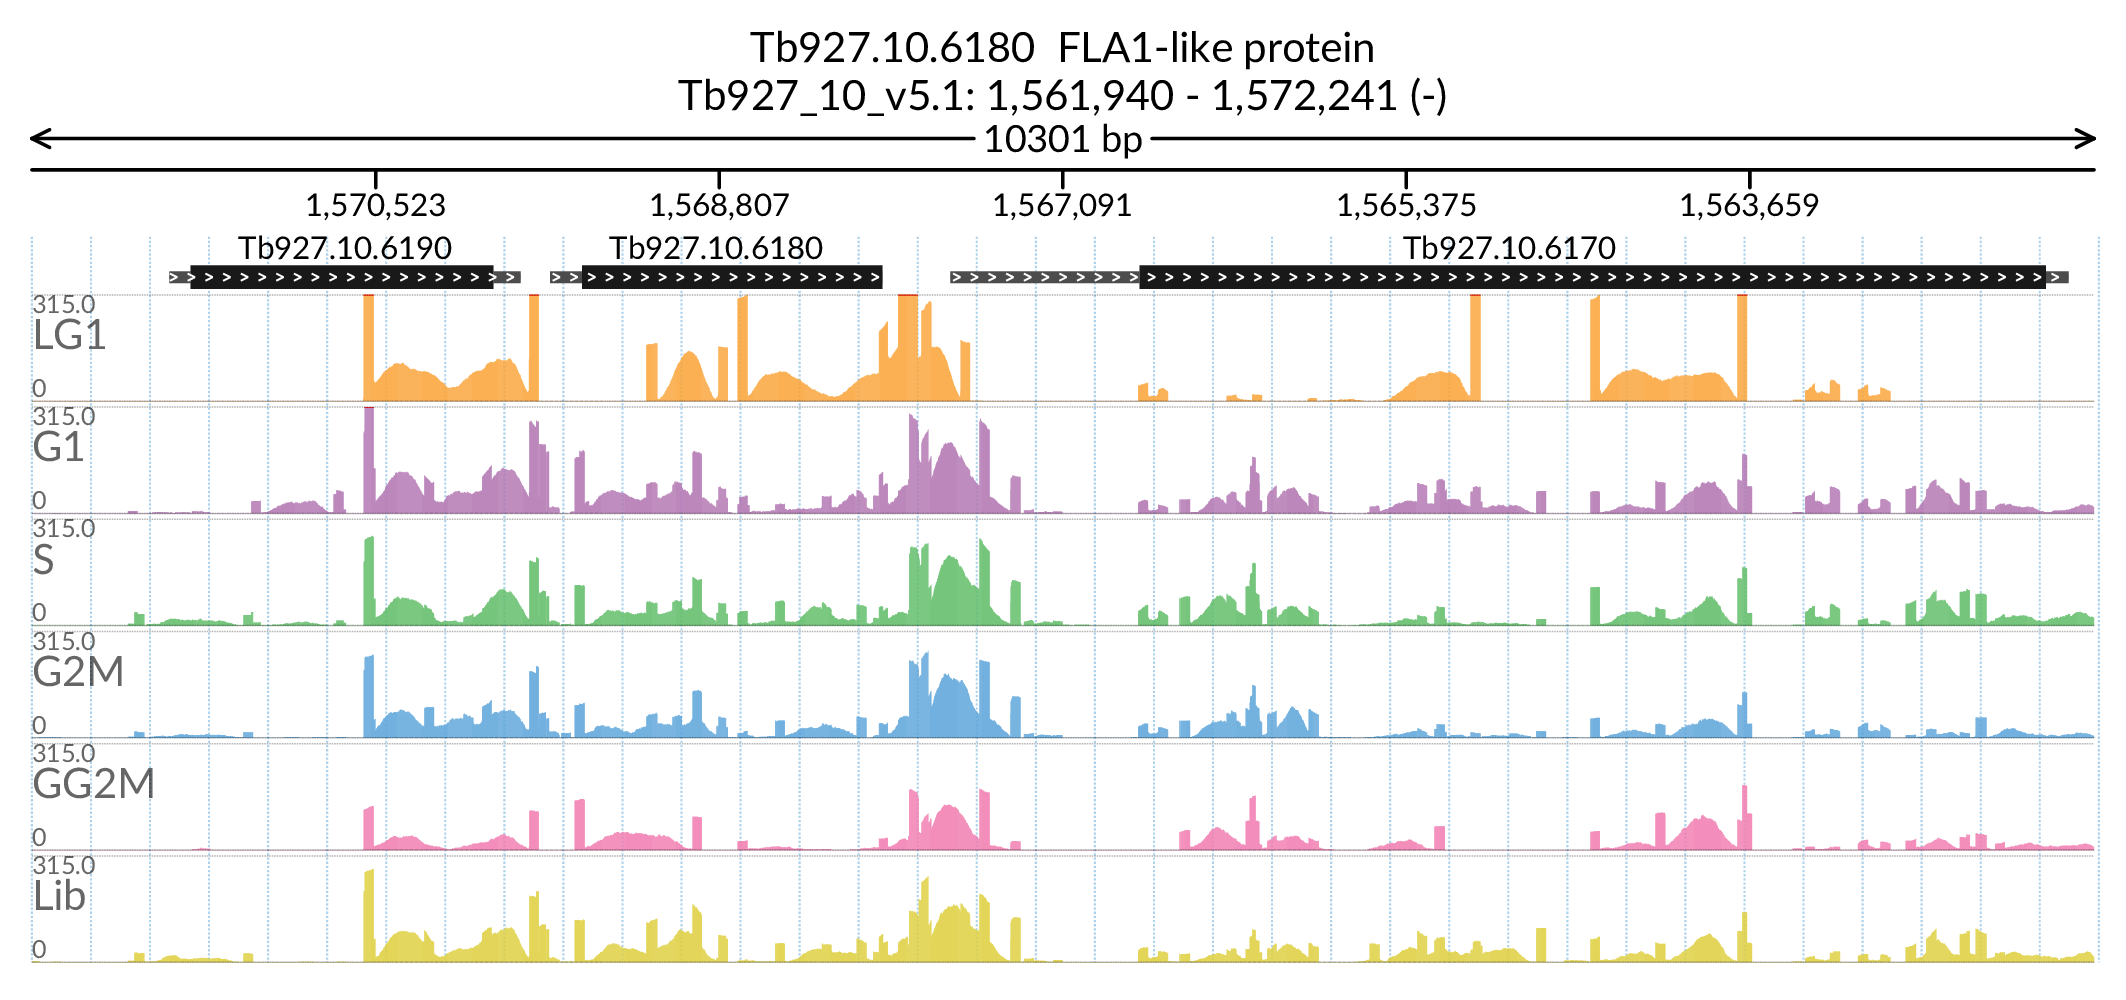 Tb927.10.6180  FLA1-like protein
Tb927_10_v5.1: 1,561,940 - 1,572,241 (-)
10301 bp
1,570,523 1,568,807 1,567,091 1,565,375 1,563,659
Tb927.10.6190 Tb927.10.6180 Tb927.10.6170
315.0
LG1
0
315.0
G1
0
315.0
S
0
315.0
G2M
0
315.0
GG2M
0
315.0
Lib
0